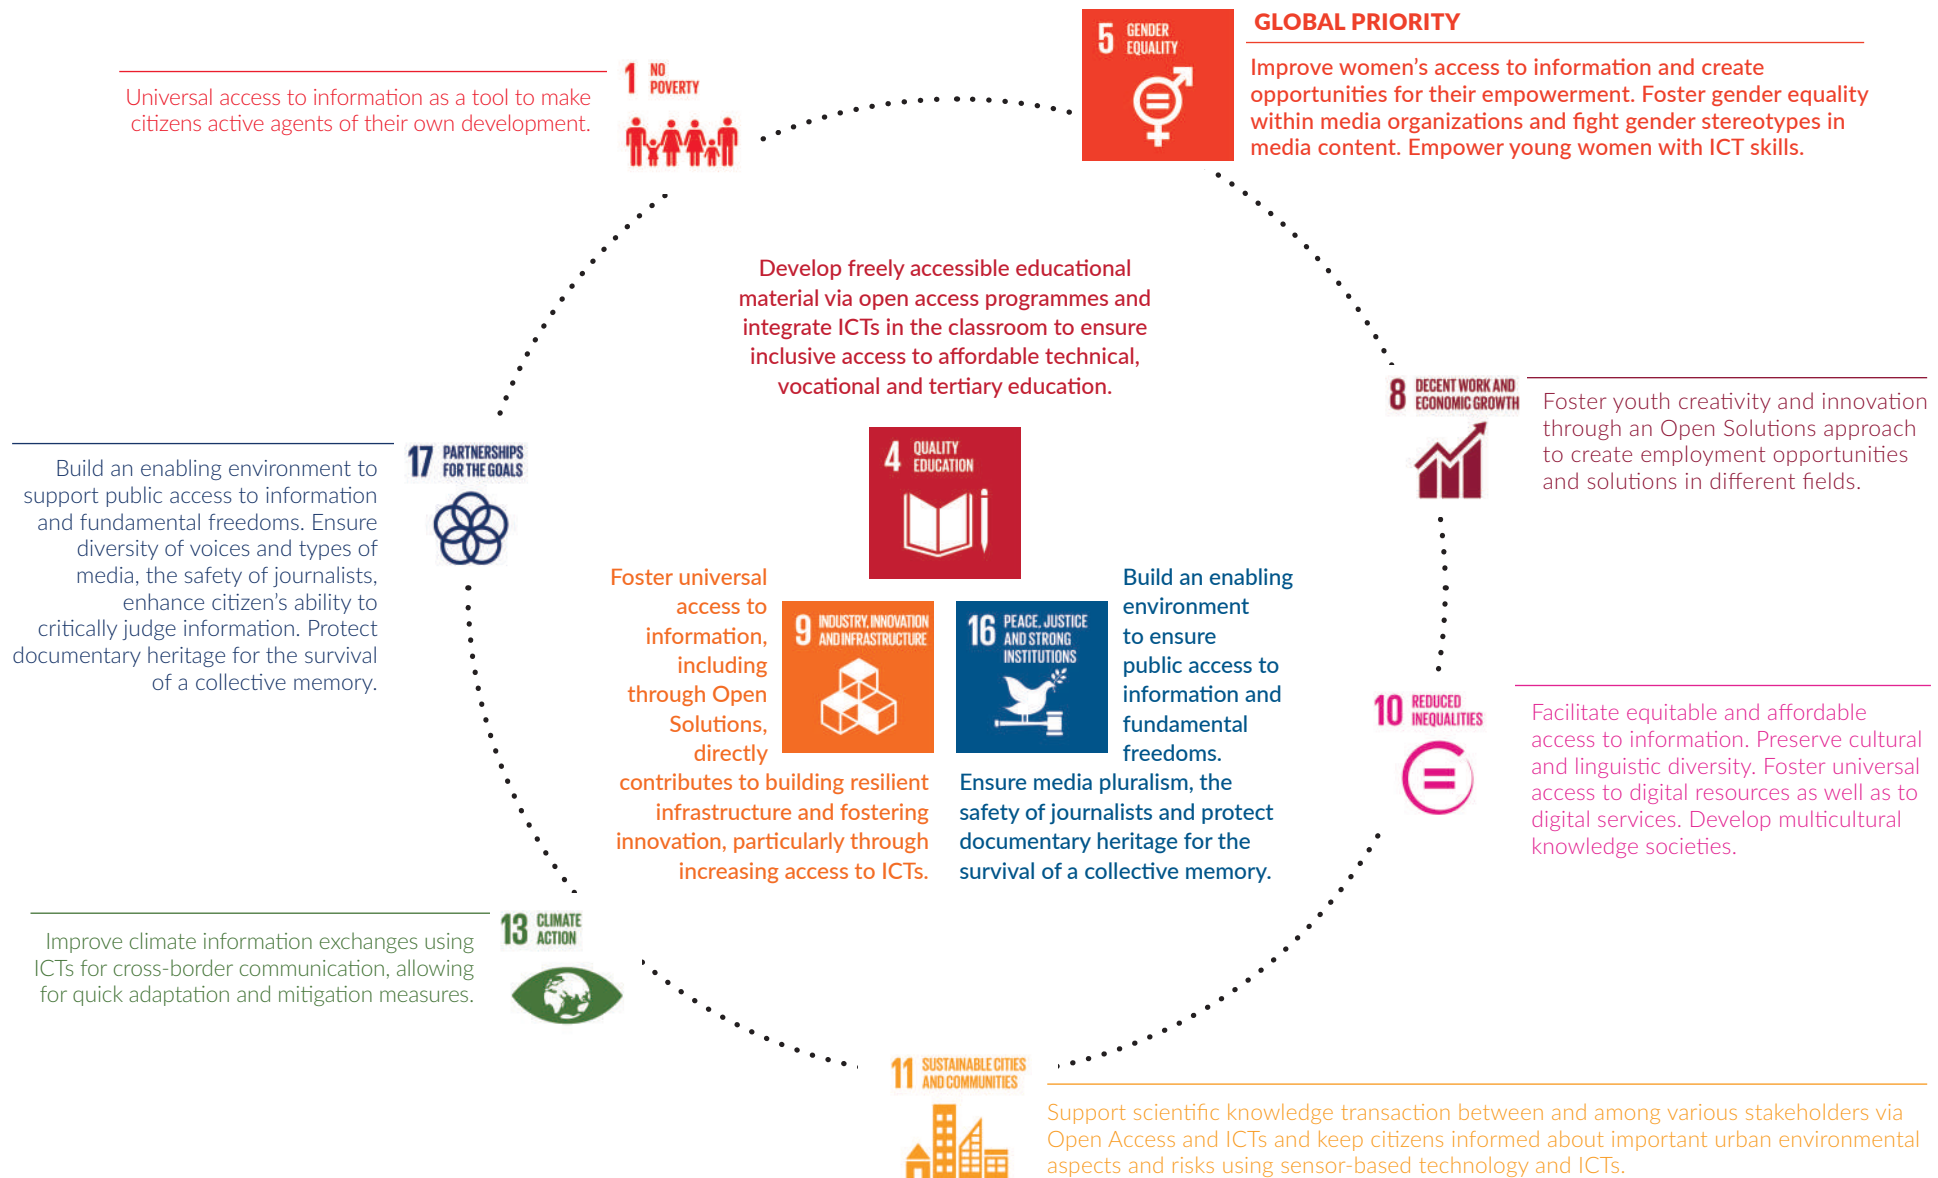 1 NO
POVERTY
Universal access to information as a tool to make
citizens active agents of their own development.
5 GENDER
EQUALITY
GLOBAL PRIORITY
Improve women’s access to information and create
opportunities for their empowerment. Foster gender equality
within media organizations and fight gender stereotypes in
media content. Empower young women with ICT skills.
Develop freely accessible educational
material via open access programmes and
integrate ICTs in the classroom to ensure
inclusive access to affordable technical,
vocational and tertiary education.
4 QUALITY
EDUCATION
8 DECENT WORK AND
ECONOMIC GROWTH
Foster youth creativity and innovation
through an Open Solutions approach
to create employment opportunities
and solutions in different fields.
17 PARTNERSHIPS
FOR THE GOALS
Build an enabling environment to
support public access to information
and fundamental freedoms. Ensure
diversity of voices and types of
media, the safety of journalists,
enhance citizen’s ability to
critically judge information. Protect
documentary heritage for the survival
of a collective memory.
Foster universal
access to
information,
including
through Open
Solutions,
directly
contributes to building resilient
infrastructure and fostering
innovation, particularly through
increasing access to ICTs.
9 INDUSTRY, INNOVATION
AND INFRASTRUCTURE
16 PEACE, JUSTICE
AND STRONG
INSTITUTIONS
Build an enabling
environment
to ensure
public access to
information and
fundamental
freedoms.
Ensure media pluralism, the
safety of journalists and protect
documentary heritage for the
survival of a collective memory.
10 REDUCED
INEQUALITIES
Facilitate equitable and affordable
access to information. Preserve cultural
and linguistic diversity. Foster universal
access to digital resources as well as to
digital services. Develop multicultural
knowledge societies.
13 CLIMATE
ACTION
Improve climate information exchanges using
ICTs for cross-border communication, allowing
for quick adaptation and mitigation measures.
11 SUSTAINABLE CITIES
AND COMMUNITIES
Support scientific knowledge transaction between and among various stakeholders via
Open Access and ICTs and keep citizens informed about important urban environmental
aspects and risks using sensor-based technology and ICTs.